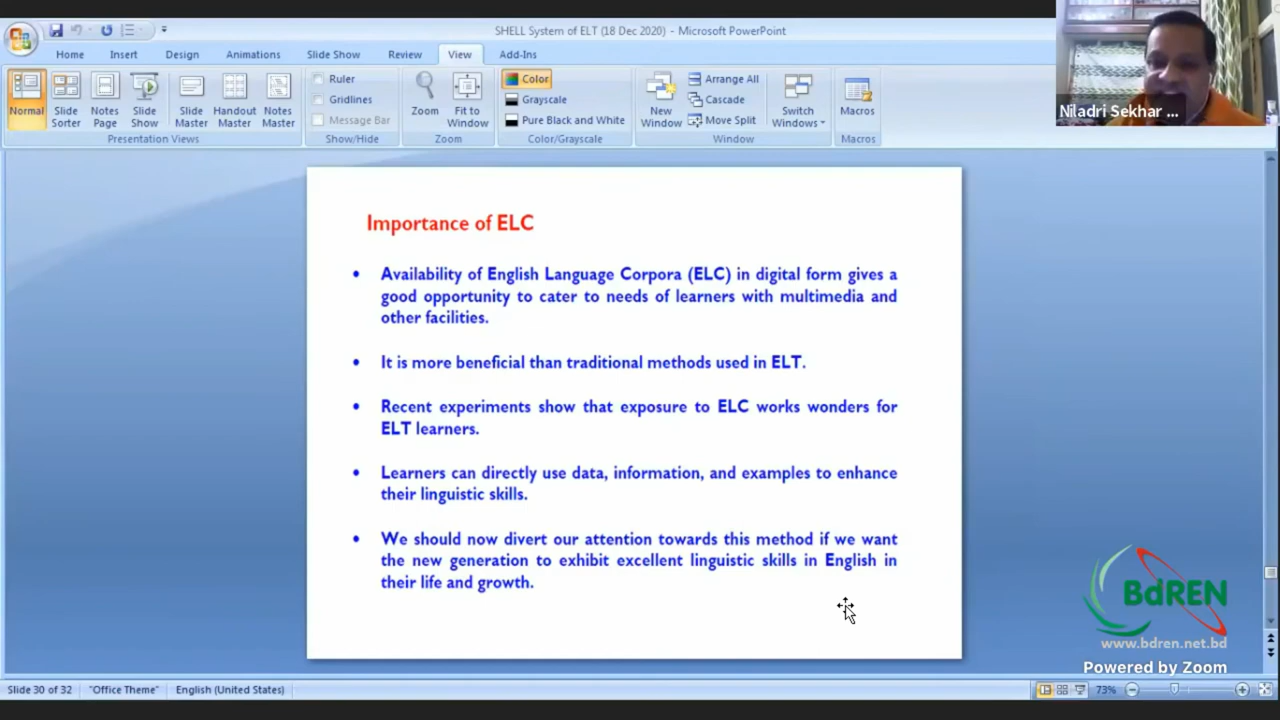 SHELL System of ELT (18 Dec 2020) - Microsoft PowerPoint
Home Insert Design Animations Slide Show Review View Add-Ins
Normal
Slide Sorter
Notes Page
Slide Show
Slide Master
Handout Master
Notes Master
Presentation Views
Ruler
Gridlines
Message Bar
Show/Hide
Zoom
Fit to Window
Zoom
Color
Grayscale
Pure Black and White
Color/Grayscale
New Window
Arrange All
Cascade
Move Split
Switch Windows
Window
Macros
Macros
Niladri Sekhar ...
Importance of ELC
• Availability of English Language Corpora (ELC) in digital form gives a
good opportunity to cater to needs of learners with multimedia and
other facilities.
• It is more beneficial than traditional methods used in ELT.
• Recent experiments show that exposure to ELC works wonders for
ELT learners.
• Learners can directly use data, information, and examples to enhance
their linguistic skills.
• We should now divert our attention towards this method if we want
the new generation to exhibit excellent linguistic skills in English in
their life and growth.
BdREN
www.bdren.net.bd
Powered by Zoom
Slide 30 of 32 "Office Theme" English (United States) 73%